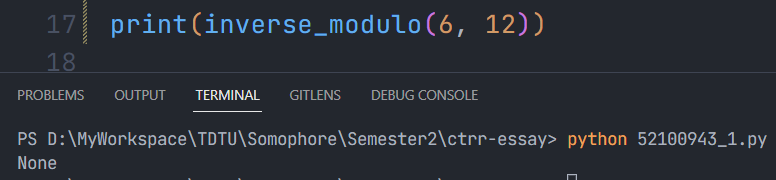 17 print(inverse_modulo(6, 12))
18
PROBLEMS OUTPUT TERMINAL GITLENS DEBUG CONSOLE
PS D:\MyWorkspace\TDTU\Somophore\Semester2\ctrr-essay> python 52100943_1.py
None